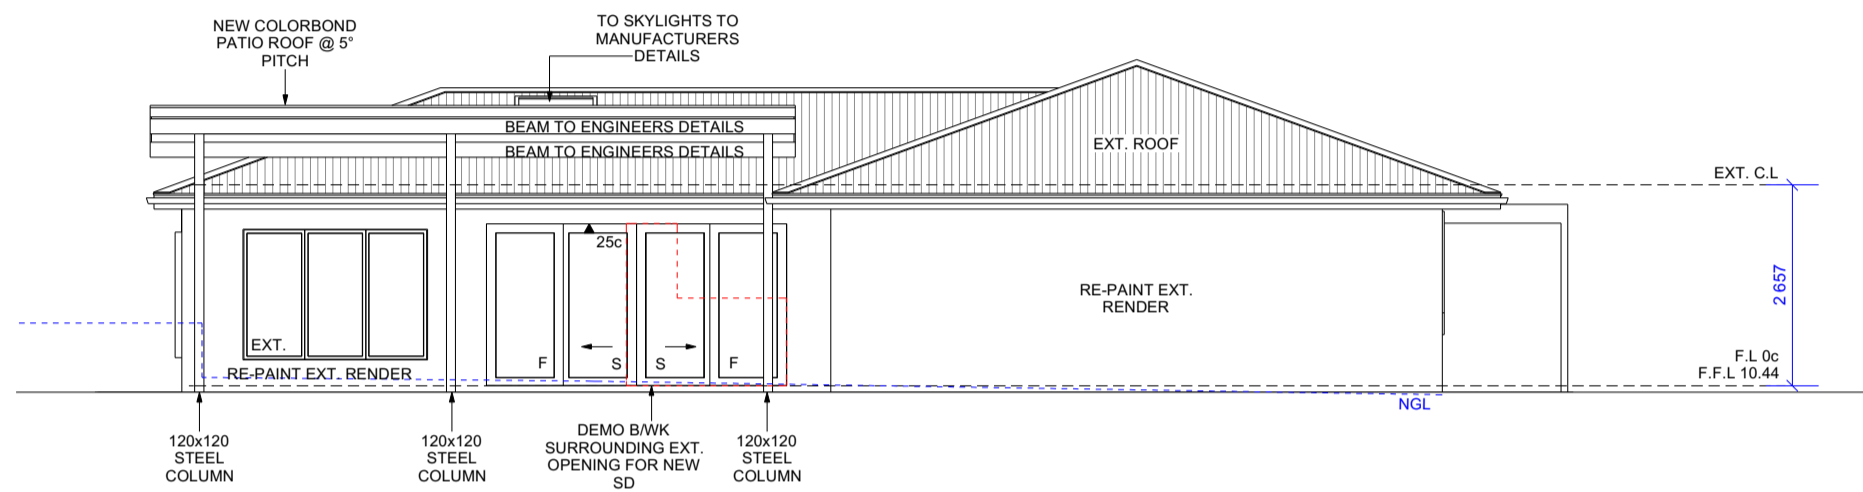 NEW COLORBOND
PATIO ROOF @ 5°
PITCH
TO SKYLIGHTS TO
MANUFACTURERS
DETAILS
BEAM TO ENGINEERS DETAILS
BEAM TO ENGINEERS DETAILS
EXT. ROOF
EXT. C.L
25c
2657
RE-PAINT EXT.
RENDER
EXT.
F
S
S
F
RE-PAINT EXT. RENDER
F.L 0c
F.F.L 10.44
NGL
120x120
STEEL
COLUMN
120x120
STEEL
COLUMN
DEMO B/WK
SURROUNDING EXT.
OPENING FOR NEW
SD
120x120
STEEL
COLUMN